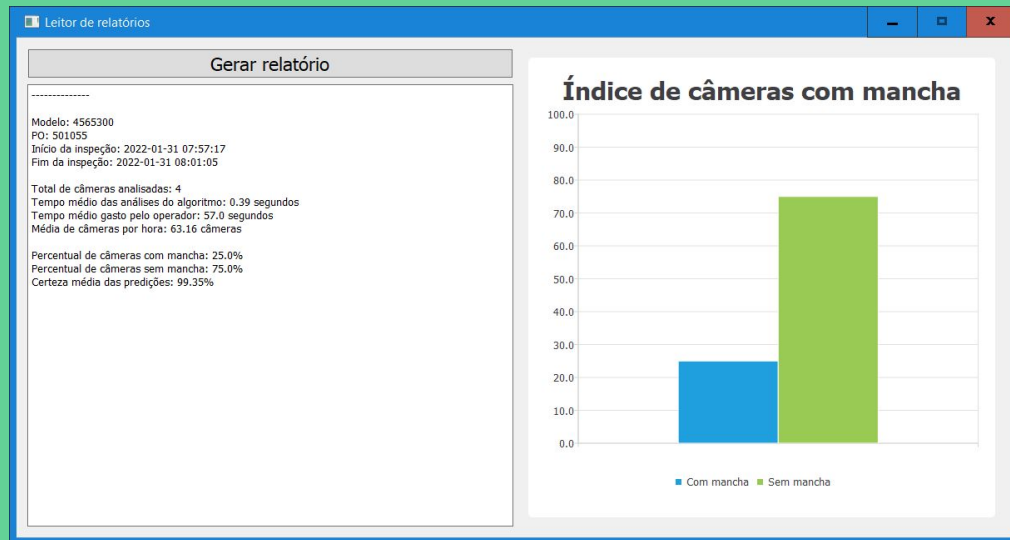 Leitor de relatórios
Gerar relatório
--------------
Modelo: 4565300
PO: 501055
Início da inspeção: 2022-01-31 07:57:17
Fim da inspeção: 2022-01-31 08:01:05
Total de câmeras analisadas: 4
Tempo médio das análises do algoritmo: 0.39 segundos
Tempo médio gasto pelo operador: 57.0 segundos
Média de câmeras por hora: 63.16 câmeras
Percentual de câmeras com mancha: 25.0%
Percentual de câmeras sem mancha: 75.0%
Certeza média das predições: 99.35%
Índice de câmeras com mancha
100.0
90.0
80.0
70.0
60.0
50.0
40.0
30.0
20.0
10.0
0.0
Com mancha Sem mancha